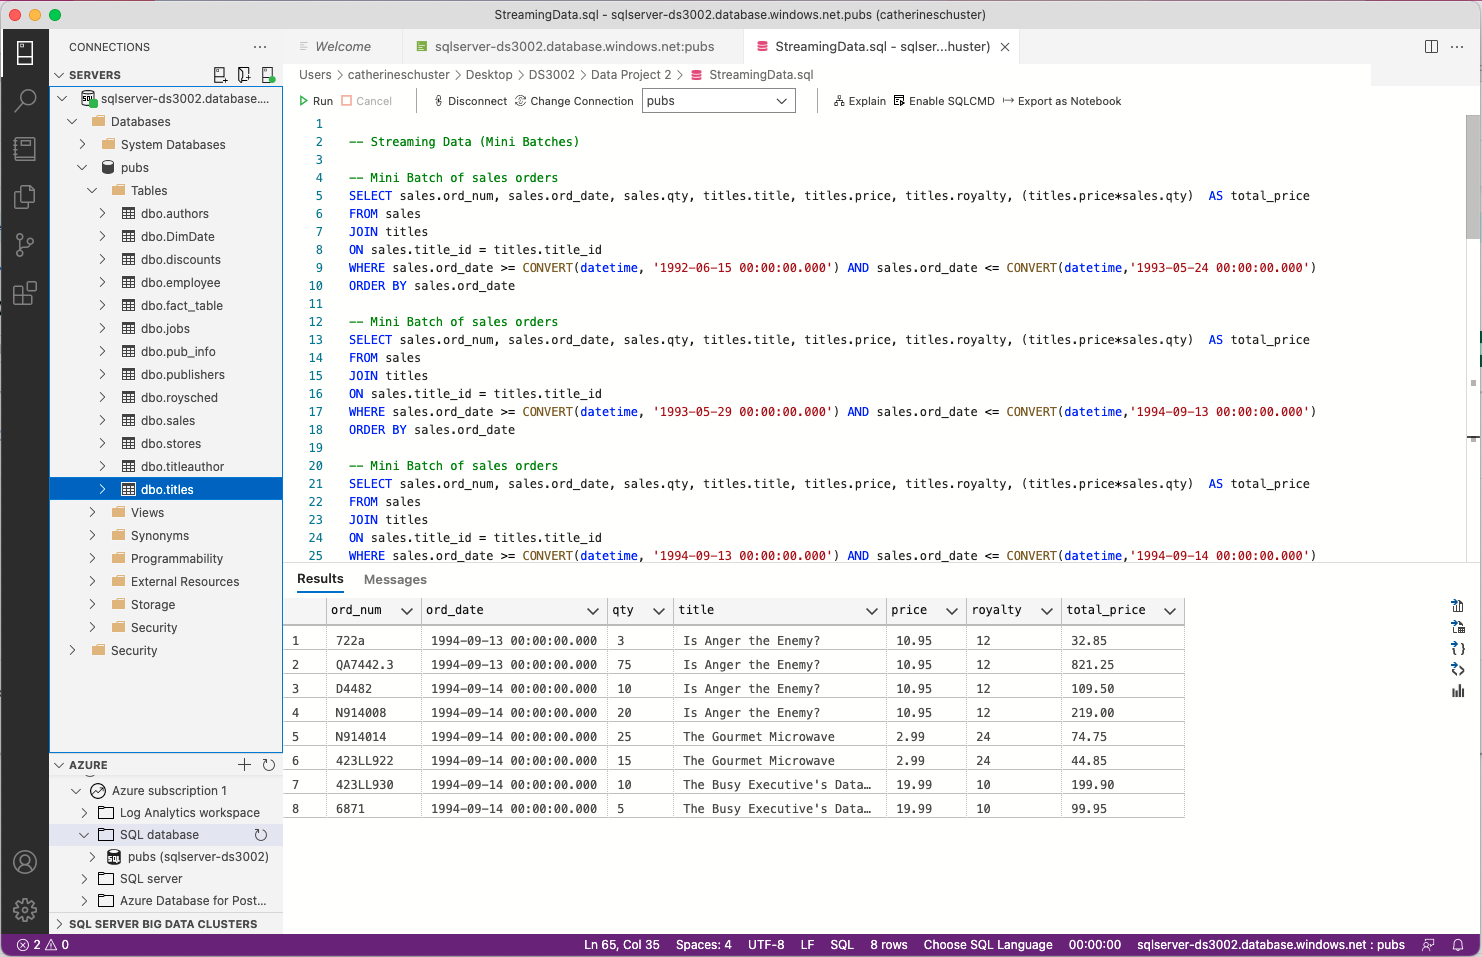 StreamingData.sql - sqlserver-ds3002.database.windows.net.pubs (catherineschuster)
CONNECTIONS
SERVERS
sqlserver-ds3002.database....
Databases
System Databases
pubs
Tables
dbo.authors
dbo.DimDate
dbo.discounts
dbo.employee
dbo.fact_table
dbo.jobs
dbo.pub_info
dbo.publishers
dbo.roysched
dbo.sales
dbo.stores
dbo.titleauthor
dbo.titles
Views
Synonyms
Programmability
External Resources
Storage
Security
Security
AZURE
Azure subscription 1
Log Analytics workspace
SQL database
pubs (sqlserver-ds3002)
SQL server
Azure Database for Post...
SQL SERVER BIG DATA CLUSTERS
Welcome sqlserver-ds3002.database.windows.net:pubs StreamingData.sql - sqlser...huster)
Users > catherineschuster > Desktop > DS3002 > Data Project 2 > StreamingData.sql
Run Cancel Disconnect Change Connection pubs Explain Enable SQLCMD Export as Notebook
1
2 -- Streaming Data (Mini Batches)
3
4 -- Mini Batch of sales orders
5 SELECT sales.ord_num, sales.ord_date, sales.qty, titles.title, titles.price, titles.royalty, (titles.price*sales.qty)  AS total_price
6 FROM sales
7 JOIN titles
8 ON sales.title_id = titles.title_id
9 WHERE sales.ord_date >= CONVERT(datetime, '1992-06-15 00:00:00.000') AND sales.ord_date <= CONVERT(datetime,'1993-05-24 00:00:00.000')
10 ORDER BY sales.ord_date
11
12 -- Mini Batch of sales orders
13 SELECT sales.ord_num, sales.ord_date, sales.qty, titles.title, titles.price, titles.royalty, (titles.price*sales.qty)  AS total_price
14 FROM sales
15 JOIN titles
16 ON sales.title_id = titles.title_id
17 WHERE sales.ord_date >= CONVERT(datetime, '1993-05-29 00:00:00.000') AND sales.ord_date <= CONVERT(datetime,'1994-09-13 00:00:00.000')
18 ORDER BY sales.ord_date
19
20 -- Mini Batch of sales orders
21 SELECT sales.ord_num, sales.ord_date, sales.qty, titles.title, titles.price, titles.royalty, (titles.price*sales.qty)  AS total_price
22 FROM sales
23 JOIN titles
24 ON sales.title_id = titles.title_id
25 WHERE sales.ord_date >= CONVERT(datetime, '1994-09-13 00:00:00.000') AND sales.ord_date <= CONVERT(datetime,'1994-09-14 00:00:00.000')
Results Messages
ord_num ord_date qty title price royalty total_price
1 722a 1994-09-13 00:00:00.000 3 Is Anger the Enemy? 10.95 12 32.85
2 QA7442.3 1994-09-13 00:00:00.000 75 Is Anger the Enemy? 10.95 12 821.25
3 D4482 1994-09-14 00:00:00.000 10 Is Anger the Enemy? 10.95 12 109.50
4 N914008 1994-09-14 00:00:00.000 20 Is Anger the Enemy? 10.95 12 219.00
5 N914014 1994-09-14 00:00:00.000 25 The Gourmet Microwave 2.99 24 74.75
6 423LL922 1994-09-14 00:00:00.000 15 The Gourmet Microwave 2.99 24 44.85
7 423LL930 1994-09-14 00:00:00.000 10 The Busy Executive's Data… 19.99 10 199.90
8 6871 1994-09-14 00:00:00.000 5 The Busy Executive's Data… 19.99 10 99.95
2 0 Ln 65, Col 35 Spaces: 4 UTF-8 LF SQL 8 rows Choose SQL Language 00:00:00 sqlserver-ds3002.database.windows.net : pubs